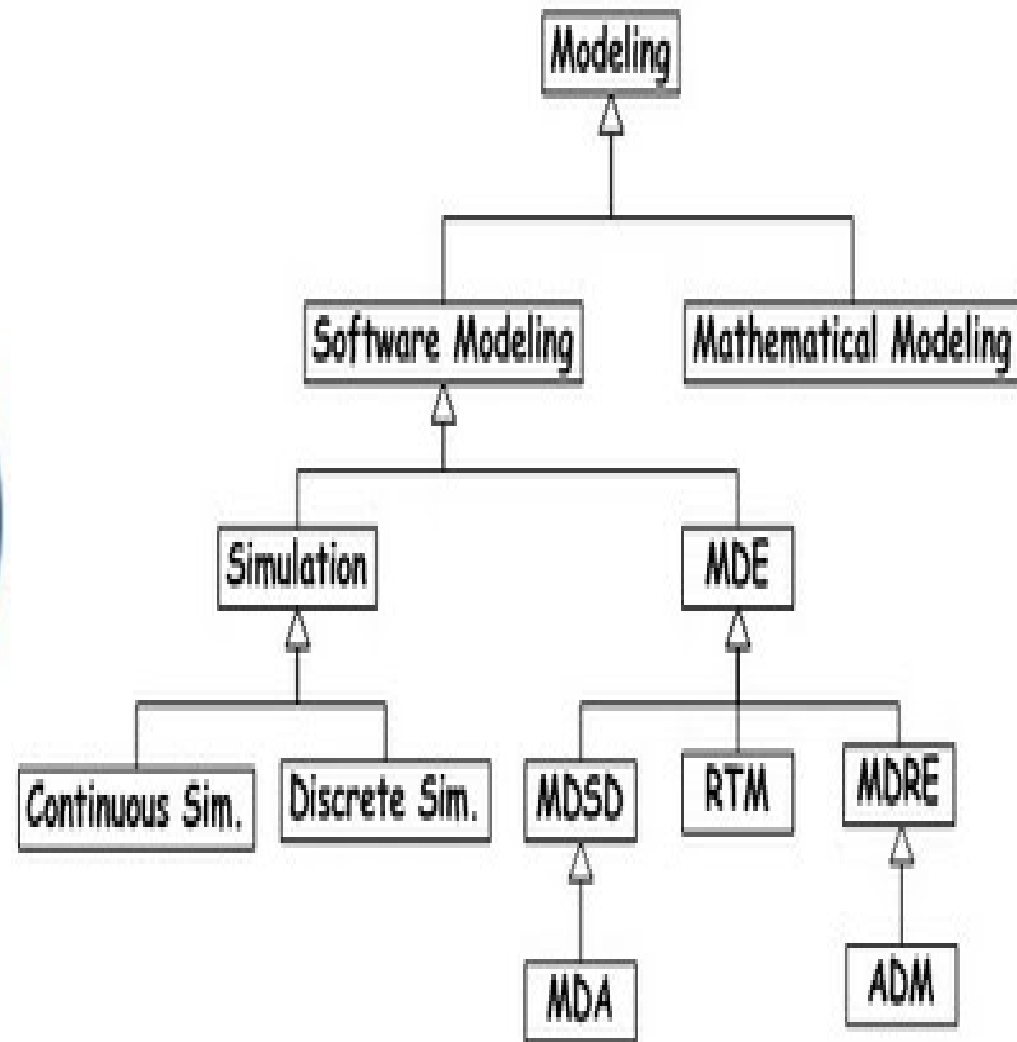 Modeling
Software Modeling
Mathematical Modeling
Simulation
MDE
Continuous Sim.
Discrete Sim.
MDSD
RTM
MDRE
MDA
ADM